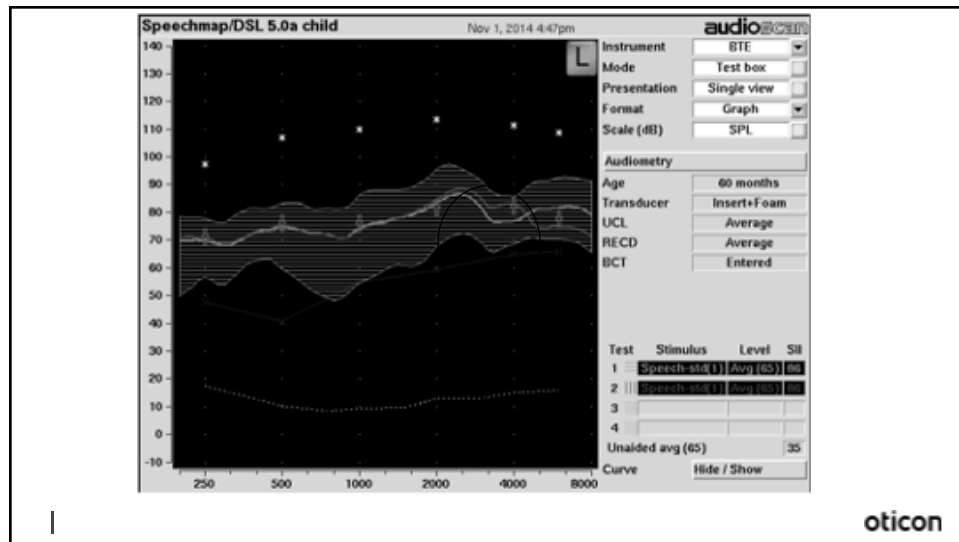 Speechmap/DSL 5.0a child Nov 1, 2014 4:47pm audioscan
L
140
130
120
110
100
90
80
70
60
50
40
30
20
10
0
-10
250 500 1000 2000 4000 8000
Instrument BTE
Mode Test box
Presentation Single view
Format Graph
Scale (dB) SPL
Audiometry
Age 60 months
Transducer Insert+Foam
UCL Average
RECD Average
BCT Entered
Test Stimulus Level SII
1 Speech-std(1) Avg (65) 86
2 Speech-std(1) Avg (65)
3
4
Unaided avg (65) 35
Curve Hide / Show
oticon